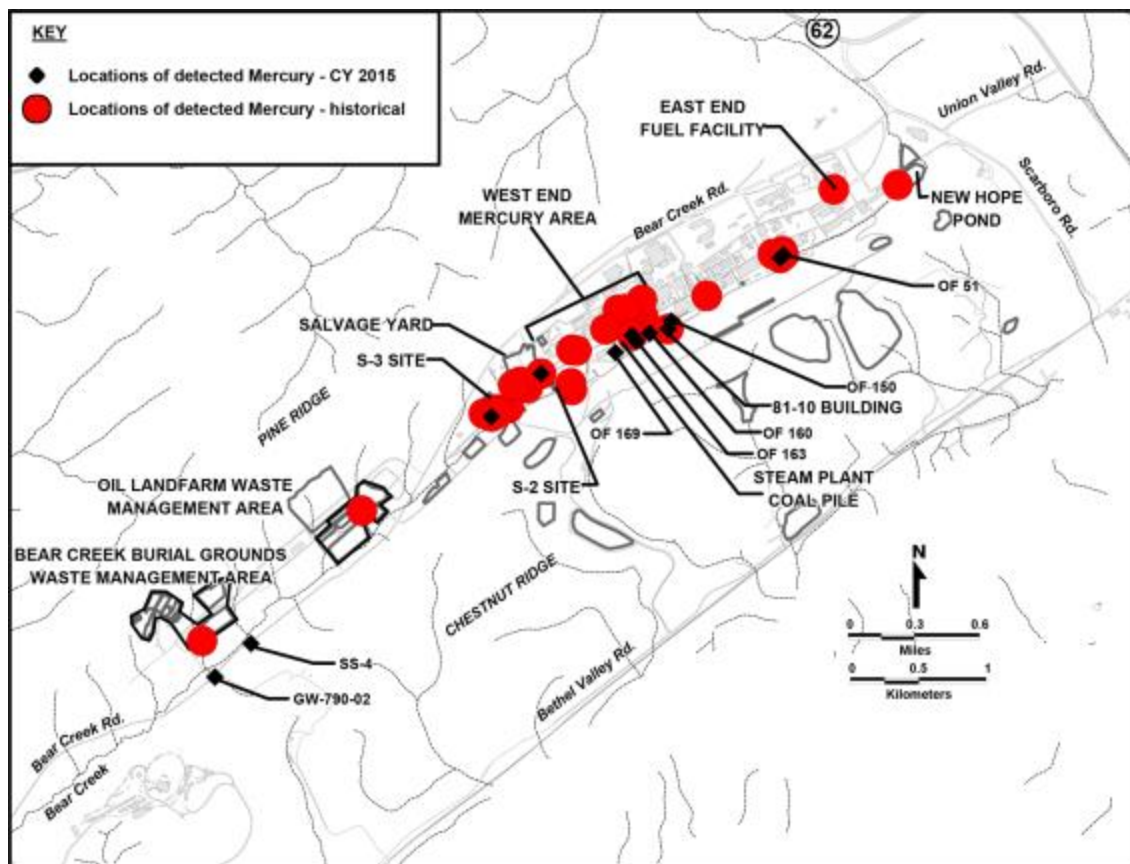 KEY
Locations of detected Mercury - CY 2015
Locations of detected Mercury - historical
62
Union Valley Rd.
EAST END
FUEL FACILITY
Scarboro Rd.
WEST END
MERCURY AREA
Bear Creek Rd.
NEW HOPE
POND
OF 51
SALVAGE YARD
S-3 SITE
OF-150
81-10 BUILDING
PINE RIDGE
OF 169
OF 160
OF 163
STEAM PLANT
COAL PILE
S-2 SITE
OIL LANDFARM WASTE
MANAGEMENT AREA
BEAR CREEK BURIAL GROUNDS
WASTE MANAGEMENT AREA
CHESTNUT RIDGE
N
0 0.3 0.6
Miles
0 0.5 1
Kilometers
SS-4
GW-790-02
Bethel Valley Rd.
Bear Creek Rd.
Bear Creek